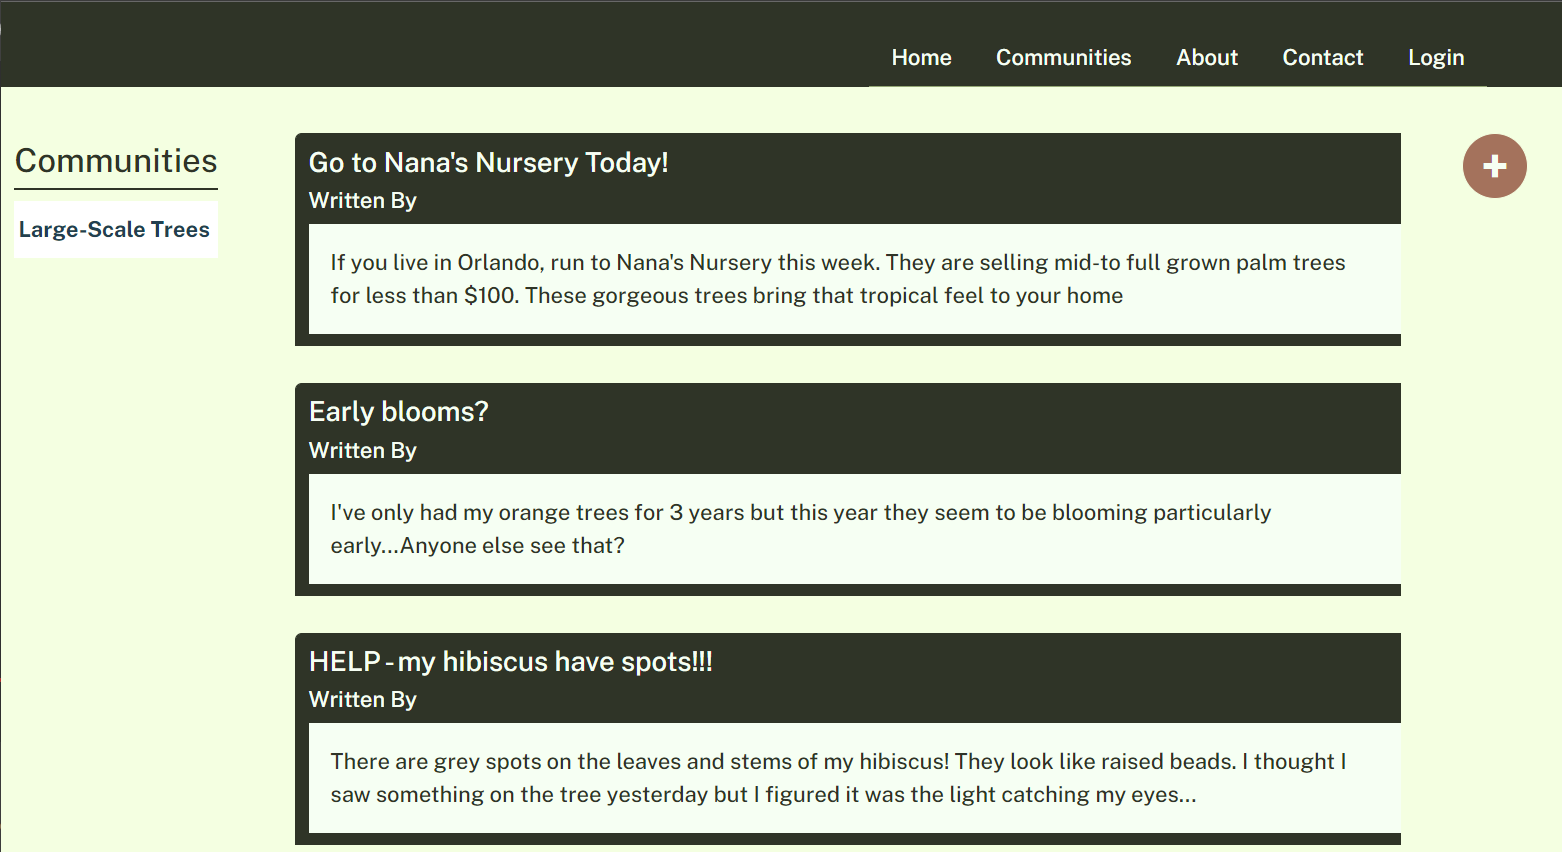 Home Communities About Contact Login
Communities
Large-Scale Trees
Go to Nana's Nursery Today!
Written By
If you live in Orlando, run to Nana's Nursery this week. They are selling mid-to full grown palm trees
for less than $100. These gorgeous trees bring that tropical feel to your home
Early blooms?
Written By
I've only had my orange trees for 3 years but this year they seem to be blooming particularly
early...Anyone else see that?
HELP - my hibiscus have spots!!!
Written By
There are grey spots on the leaves and stems of my hibiscus! They look like raised beads. I thought I
saw something on the tree yesterday but I figured it was the light catching my eyes...